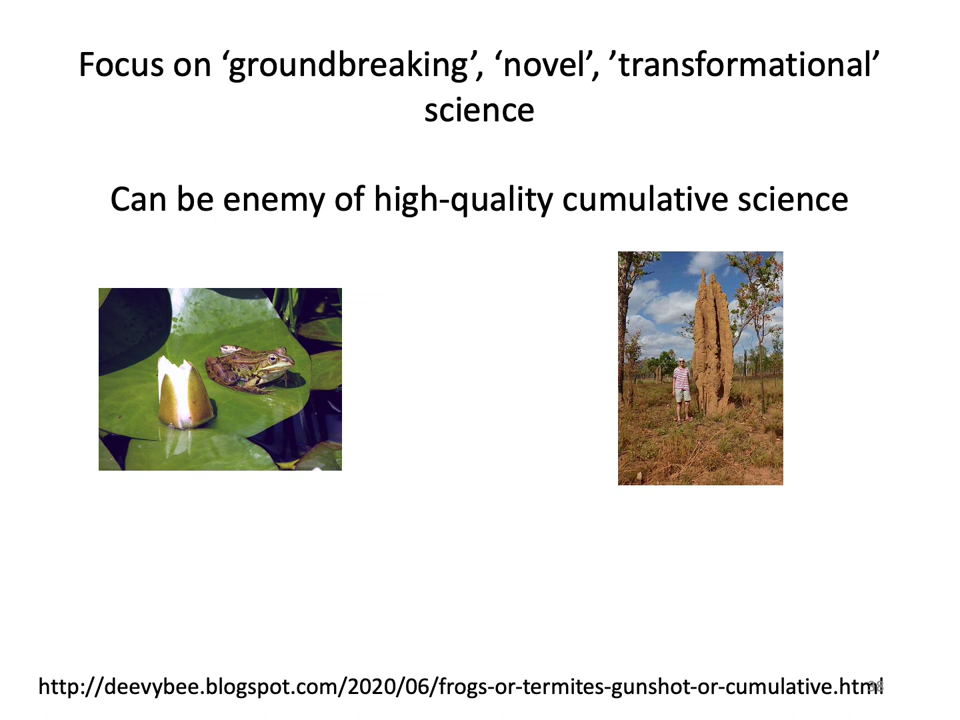 Focus on ‘groundbreaking’, ‘novel’, ’transformational’
science
Can be enemy of high-quality cumulative science
http://deevybee.blogspot.com/2020/06/frogs-or-termites-gunshot-or-cumulative.html